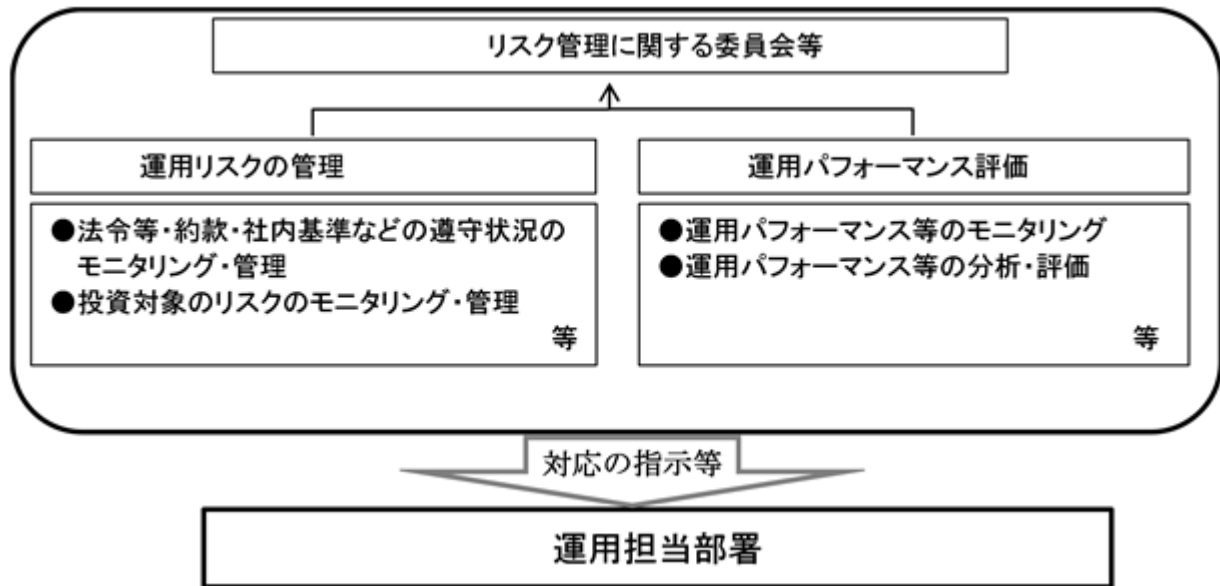 リスク管理に関する委員会等
運用リスクの管理
●法令等・約款・社内基準などの遵守状況の
モニタリング・管理
●投資対象のリスクのモニタリング・管理
等
運用パフォーマンス評価
●運用パフォーマンス等のモニタリング
●運用パフォーマンス等の分析・評価
等
対応の指示等
運用担当部署